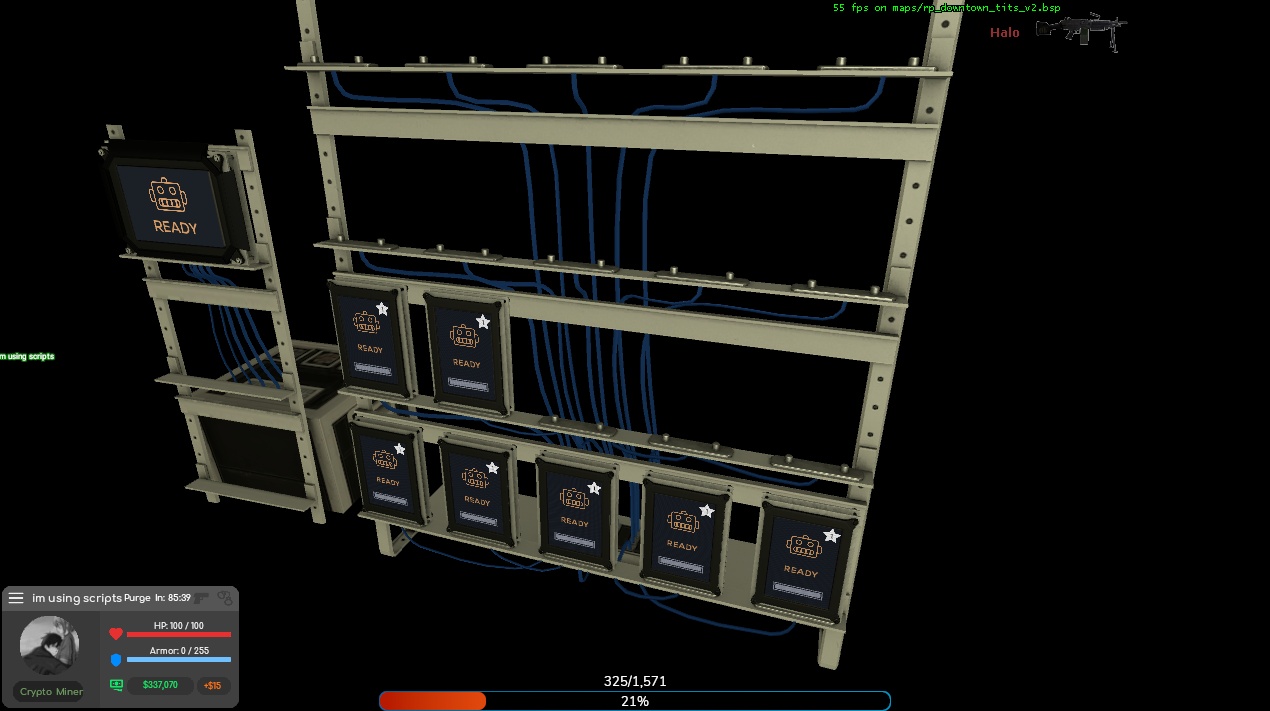 55 fps on maps/rp_downtown_tits_v2.bsp
Halo
READY
READY
READY
m using scripts
READY
READY
READY
READY
READY
im using scripts
Purge In: 85:39
HP: 100 / 100
Armor: 0 / 255
Crypto Miner
$337,070
+$15
325/1,571
21%